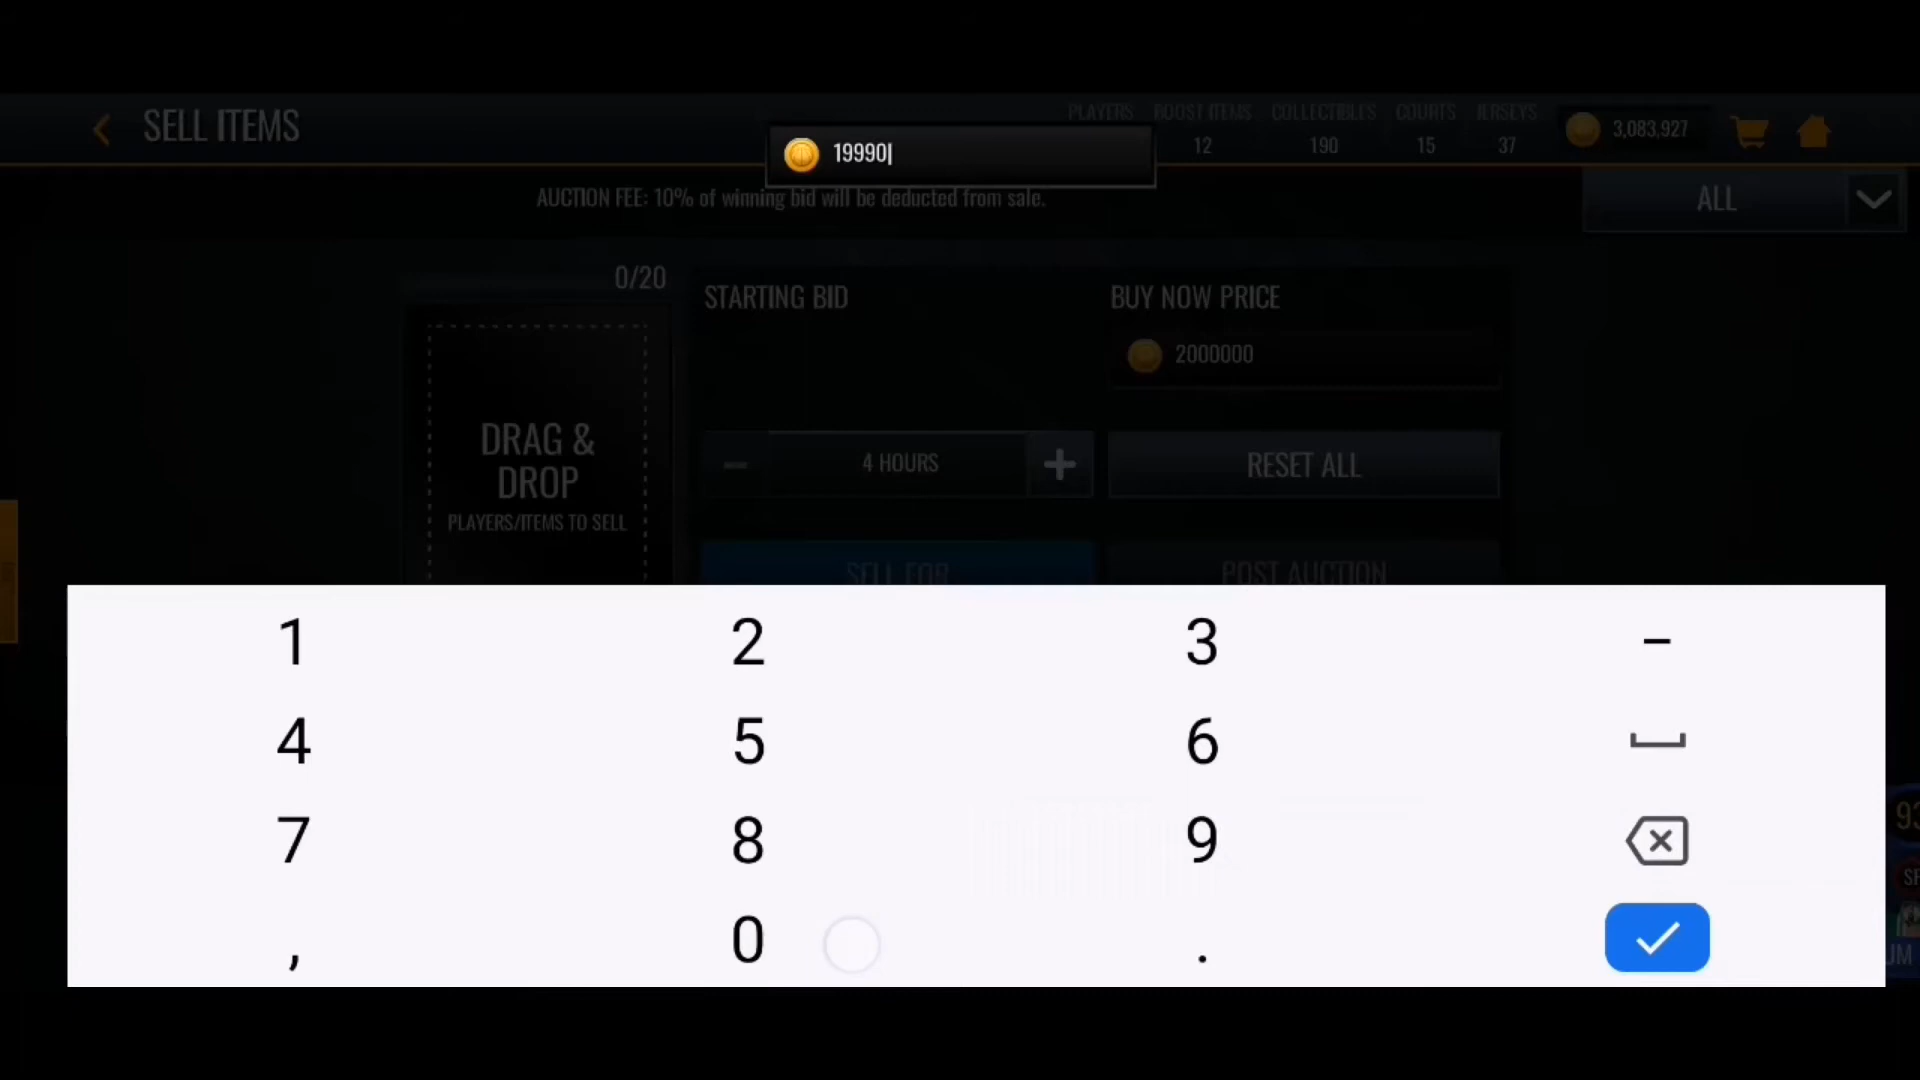 SELL ITEMS
PLAYERS BOOST ITEMS COLLECTIBLES COURTS JERSEYS
12 190 15 37
3,083,927
19990
AUCTION FEE: 10% of winning bid will be deducted from sale.
ALL
0/20
STARTING BID
BUY NOW PRICE
2000000
DRAG &
DROP
PLAYERS/ITEMS TO SELL
4 HOURS
RESET ALL
SELL FOR
POST AUCTION
1 2 3 -
4 5 6
7 8 9
, 0 .